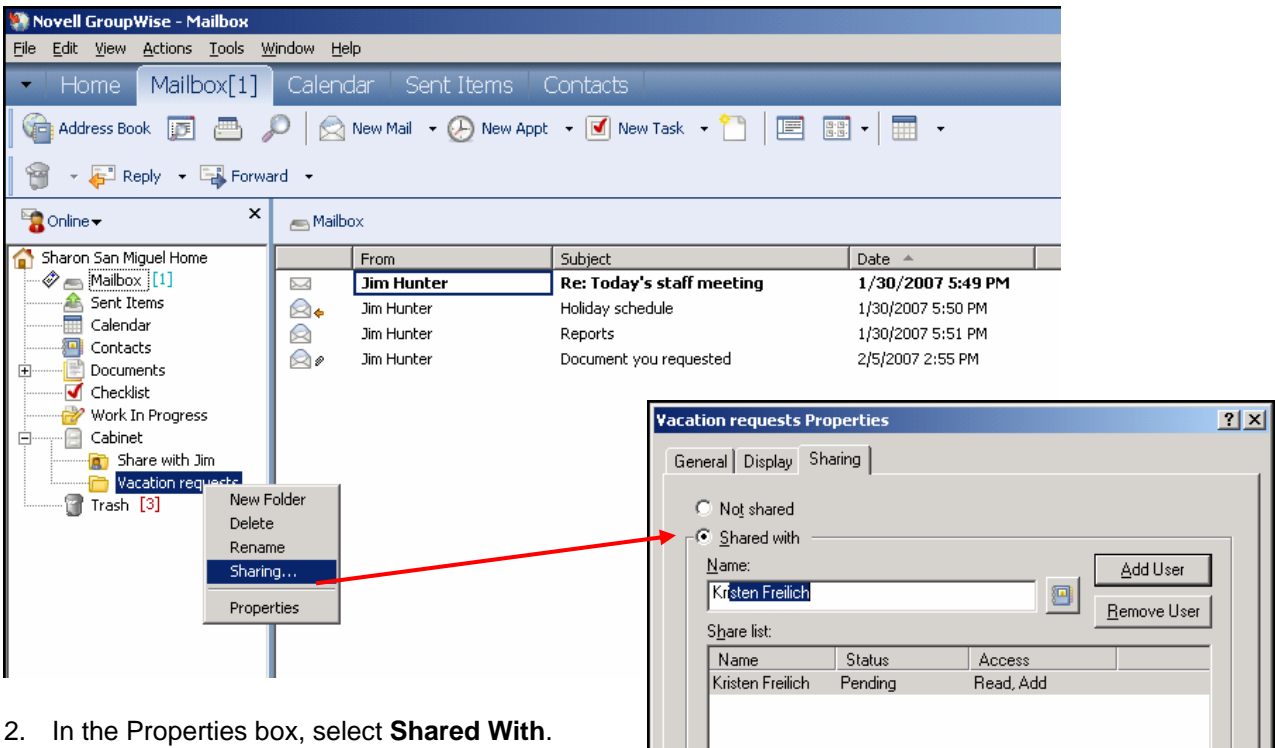 Novell GroupWise - Mailbox
File Edit View Actions Tools Window Help
Home Mailbox[1] Calendar Sent Items Contacts
Address Book New Mail New Appt New Task
Reply Forward
Online
Mailbox
Sharon San Miguel Home
Mailbox [1]
Sent Items
Calendar
Contacts
Documents
Checklist
Work In Progress
Cabinet
Share with Jim
Vacation requests
Trash [3]
From Subject Date
Jim Hunter Re: Today's staff meeting 1/30/2007 5:49 PM
Jim Hunter Holiday schedule 1/30/2007 5:50 PM
Jim Hunter Reports 1/30/2007 5:51 PM
Jim Hunter Document you requested 2/5/2007 2:55 PM
New Folder
Delete
Rename
Sharing...
Properties
Vacation requests Properties
General Display Sharing
Not shared
Shared with
Name:
Add User
Kristen Freilich
Remove User
Share list:
Name Status Access
Kristen Freilich Pending Read, Add
2. In the Properties box, select Shared With.